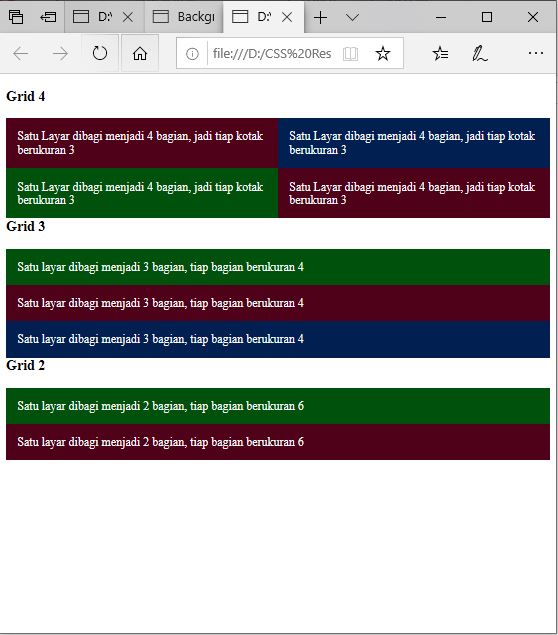 D:\
Backgr
D:\
file:///D:/CSS%20Res
Grid 4
Satu Layar dibagi menjadi 4 bagian, jadi tiap kotak
berukuran 3
Satu Layar dibagi menjadi 4 bagian, jadi tiap kotak
berukuran 3
Satu Layar dibagi menjadi 4 bagian, jadi tiap kotak
berukuran 3
Satu Layar dibagi menjadi 4 bagian, jadi tiap kotak
berukuran 3
Grid 3
Satu layar dibagi menjadi 3 bagian, tiap bagian berukuran 4
Satu layar dibagi menjadi 3 bagian, tiap bagian berukuran 4
Satu layar dibagi menjadi 3 bagian, tiap bagian berukuran 4
Grid 2
Satu layar dibagi menjadi 2 bagian, tiap bagian berukuran 6
Satu layar dibagi menjadi 2 bagian, tiap bagian berukuran 6